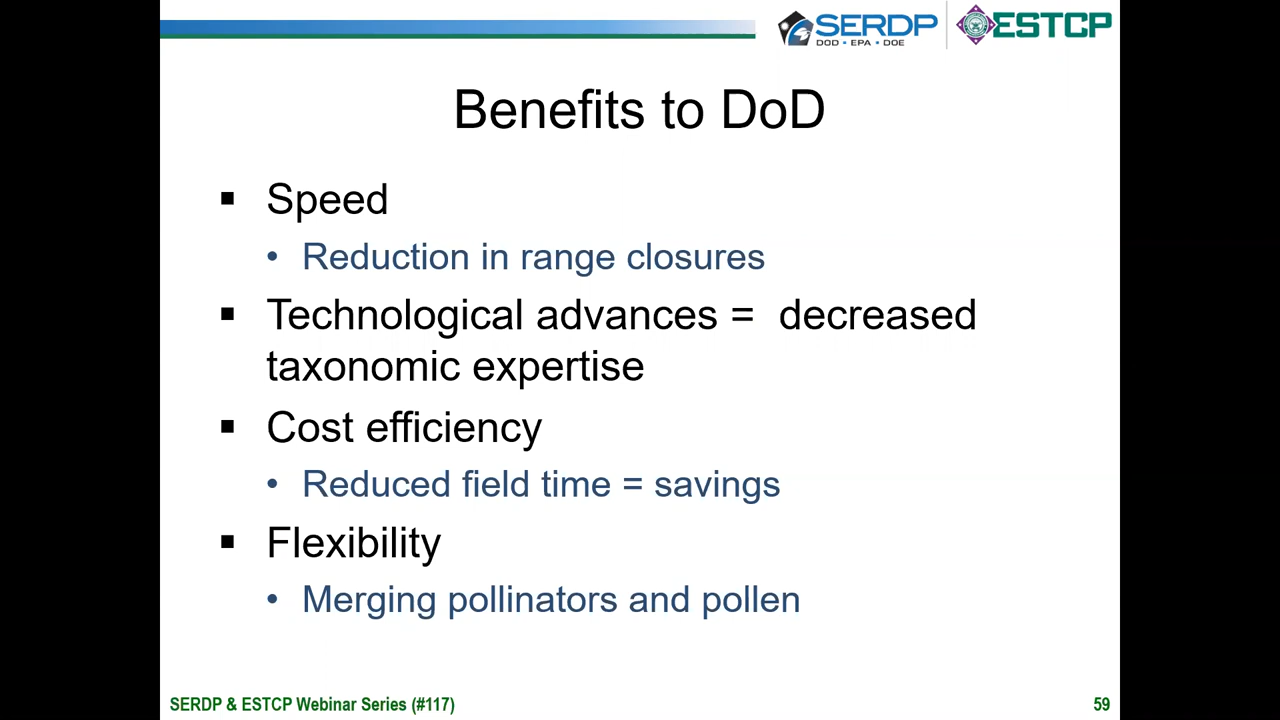 SERDP
DOD • EPA • DOE
ESTCP
Benefits to DoD
▪ Speed
• Reduction in range closures
▪ Technological advances = decreased
taxonomic expertise
▪ Cost efficiency
• Reduced field time = savings
▪ Flexibility
• Merging pollinators and pollen
SERDP & ESTCP Webinar Series (#117)
59